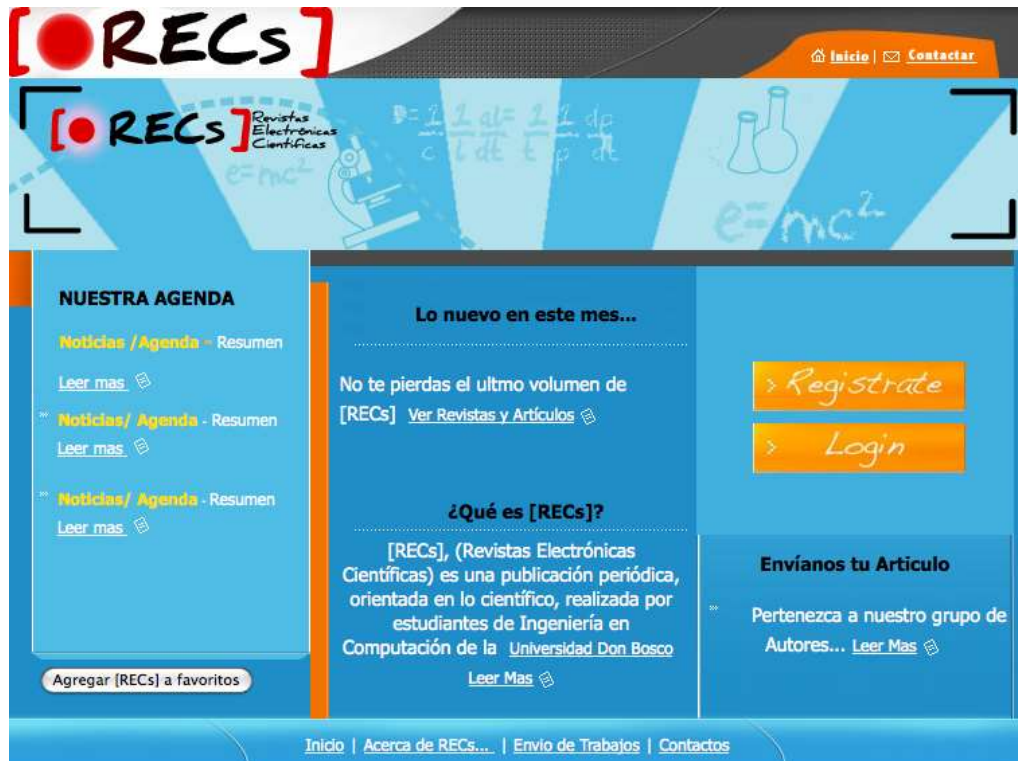 [RECs]
Inicio | Contactar
[RECs] Revistas
Electrónicas
Científicas
e=mc²
e=mc²
NUESTRA AGENDA
Noticias /Agenda - Resumen
Leer mas
Noticias/ Agenda - Resumen
Leer mas
Noticias/ Agenda - Resumen
Leer mas
Agregar [RECs] a favoritos
Lo nuevo en este mes...
No te pierdas el ultmo volumen de
[RECs] Ver Revistas y Artículos
¿Qué es [RECs]?
[RECs], (Revistas Electrónicas
Científicas) es una publicación periódica,
orientada en lo científico, realizada por
estudiantes de Ingeniería en
Computación de la Universidad Don Bosco
Leer Mas
> Registrate
> Login
Envíanos tu Articulo
Pertenezca a nuestro grupo de
Autores... Leer Mas
Inicio | Acerca de RECs... | Envio de Trabajos | Contactos